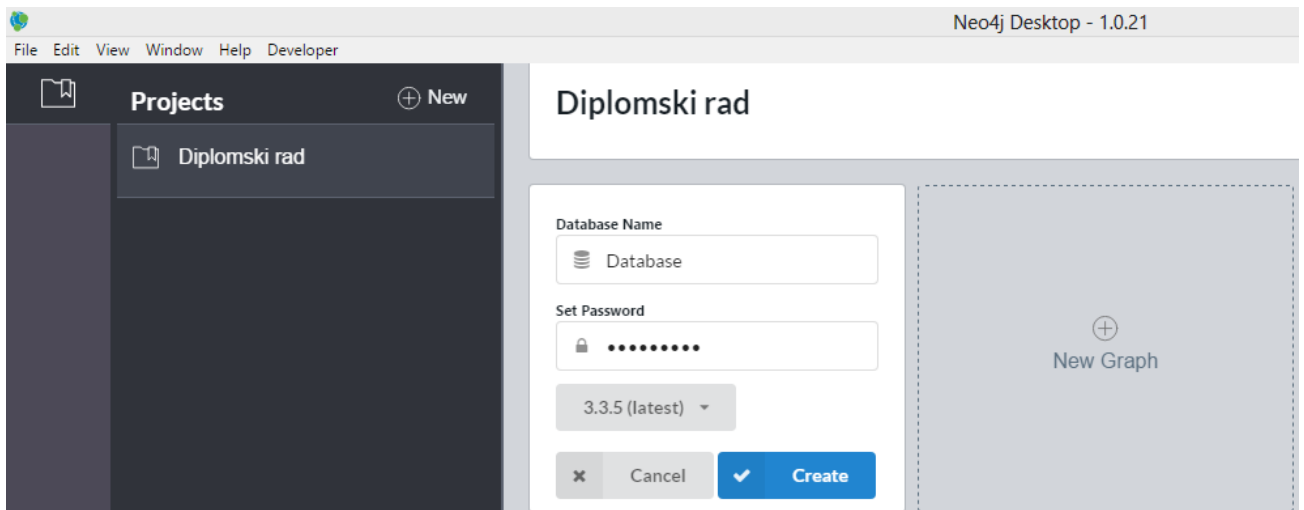 Neo4j Desktop - 1.0.21
File Edit View Window Help Developer
Projects
New
Diplomski rad
Diplomski rad
Database Name
Database
Set Password
•••••••••
3.3.5 (latest)
Cancel
Create
New Graph